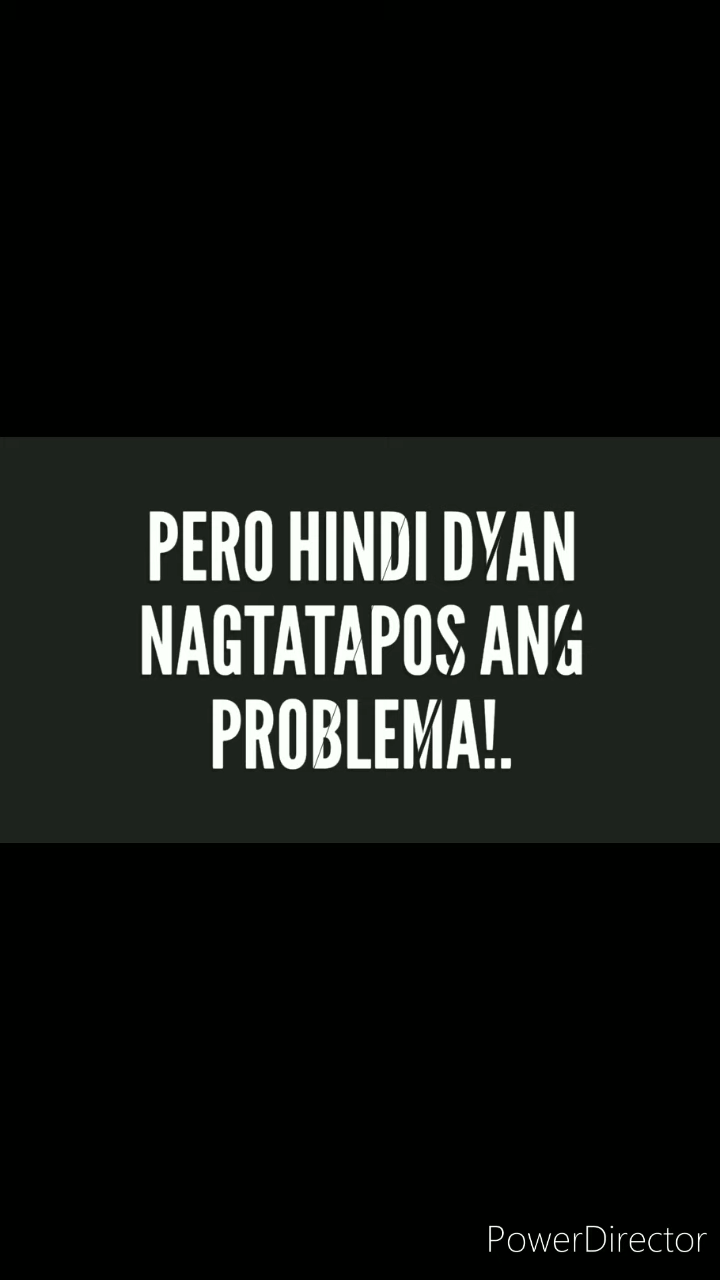 PERO HINDI DYAN
NAGTATAPOS ANG
PROBLEMA!.
PowerDirector